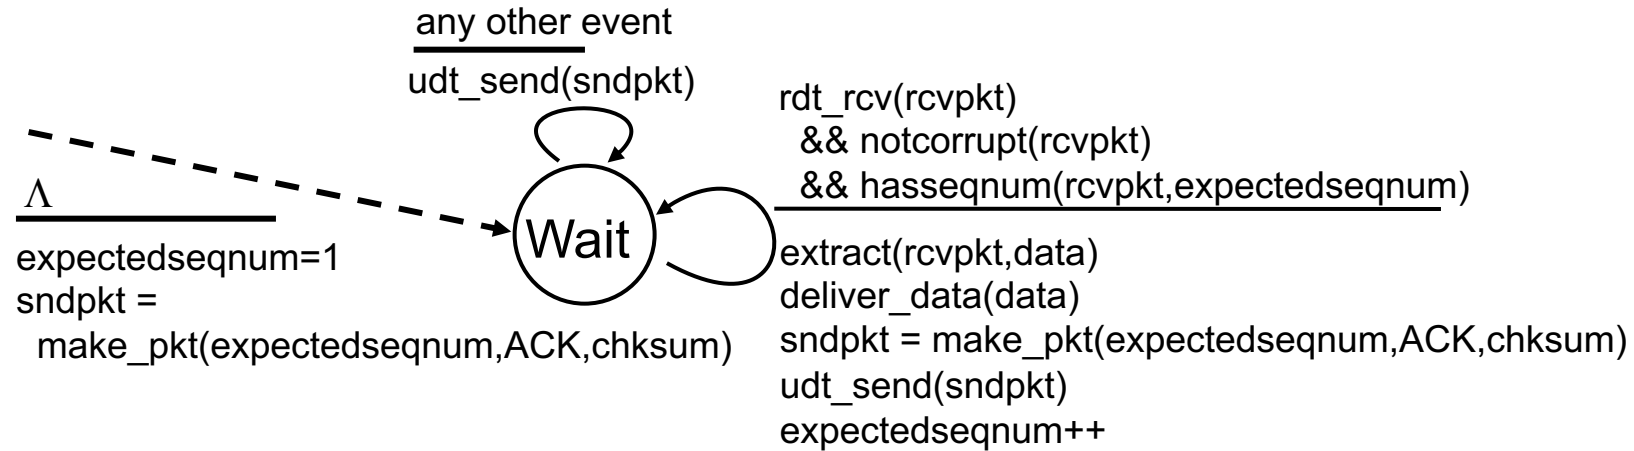 any other event
udt_send(sndpkt)
rdt_rcv(rcvpkt)
&& notcorrupt(rcvpkt)
&& hasseqnum(rcvpkt,expectedseqnum)
Λ
expectedseqnum=1
sndpkt =
make_pkt(expectedseqnum,ACK,chksum)
Wait
extract(rcvpkt,data)
deliver_data(data)
sndpkt = make_pkt(expectedseqnum,ACK,chksum)
udt_send(sndpkt)
expectedseqnum++